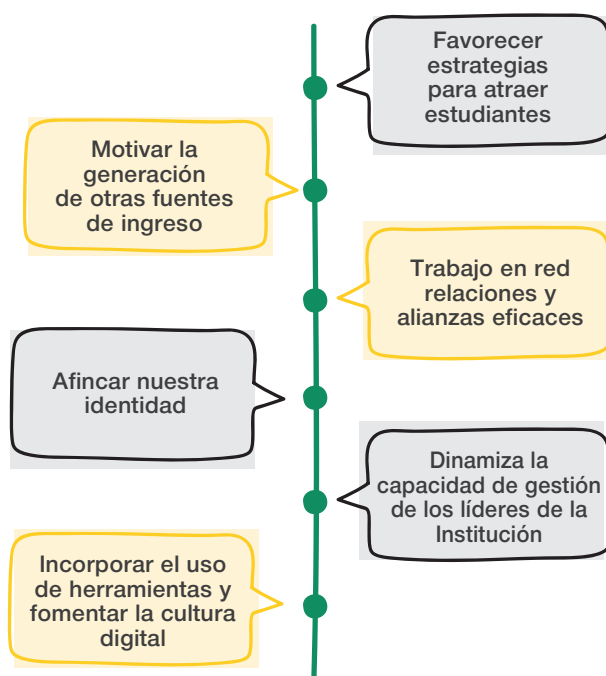 Favorecer
estrategias
para atraer
estudiantes
Motivar la
generación
de otras fuentes
de ingreso
Trabajo en red
relaciones y
alianzas eficaces
Afincar nuestra
identidad
Dinamiza la
capacidad de gestión
de los líderes de la
Institución
Incorporar el uso
de herramientas y
fomentar la cultura
digital